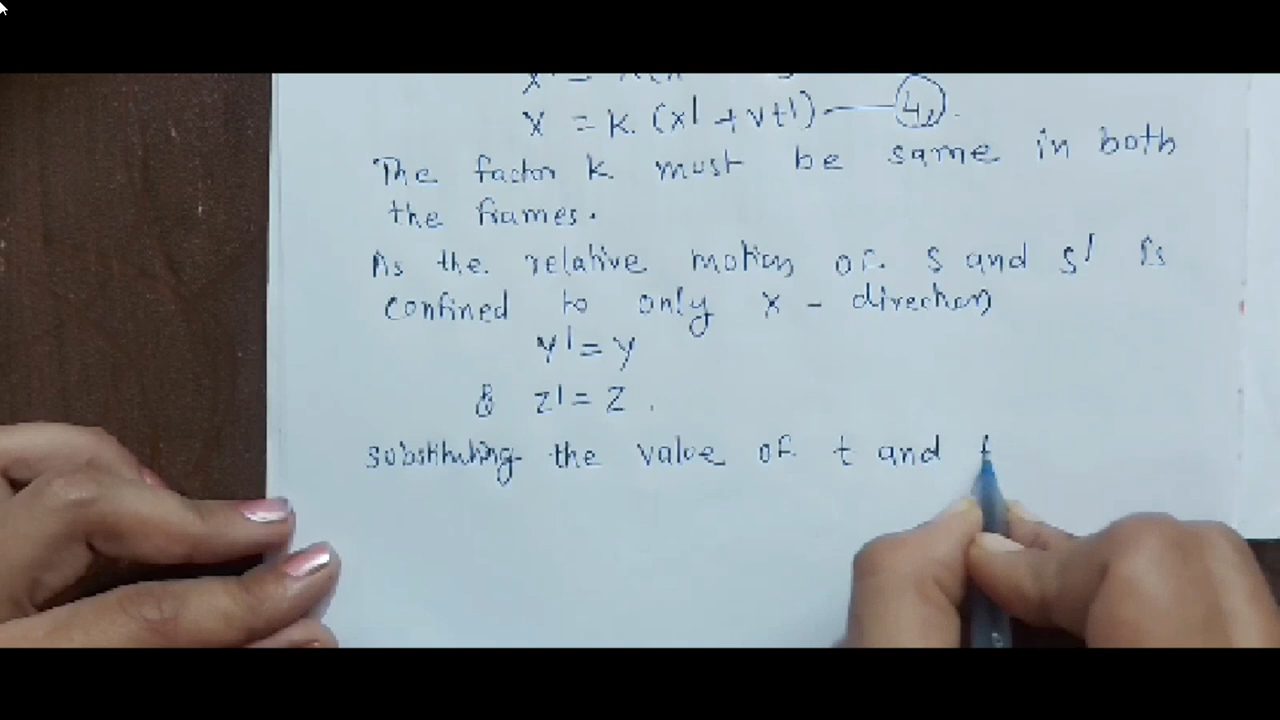 x = k (x' + vt') — 4
The factor k must be same in both
the frames.
As the relative motion of s and s' is
confined to only x - direction
y' = y
& z' = z .
substituting the value of t and t